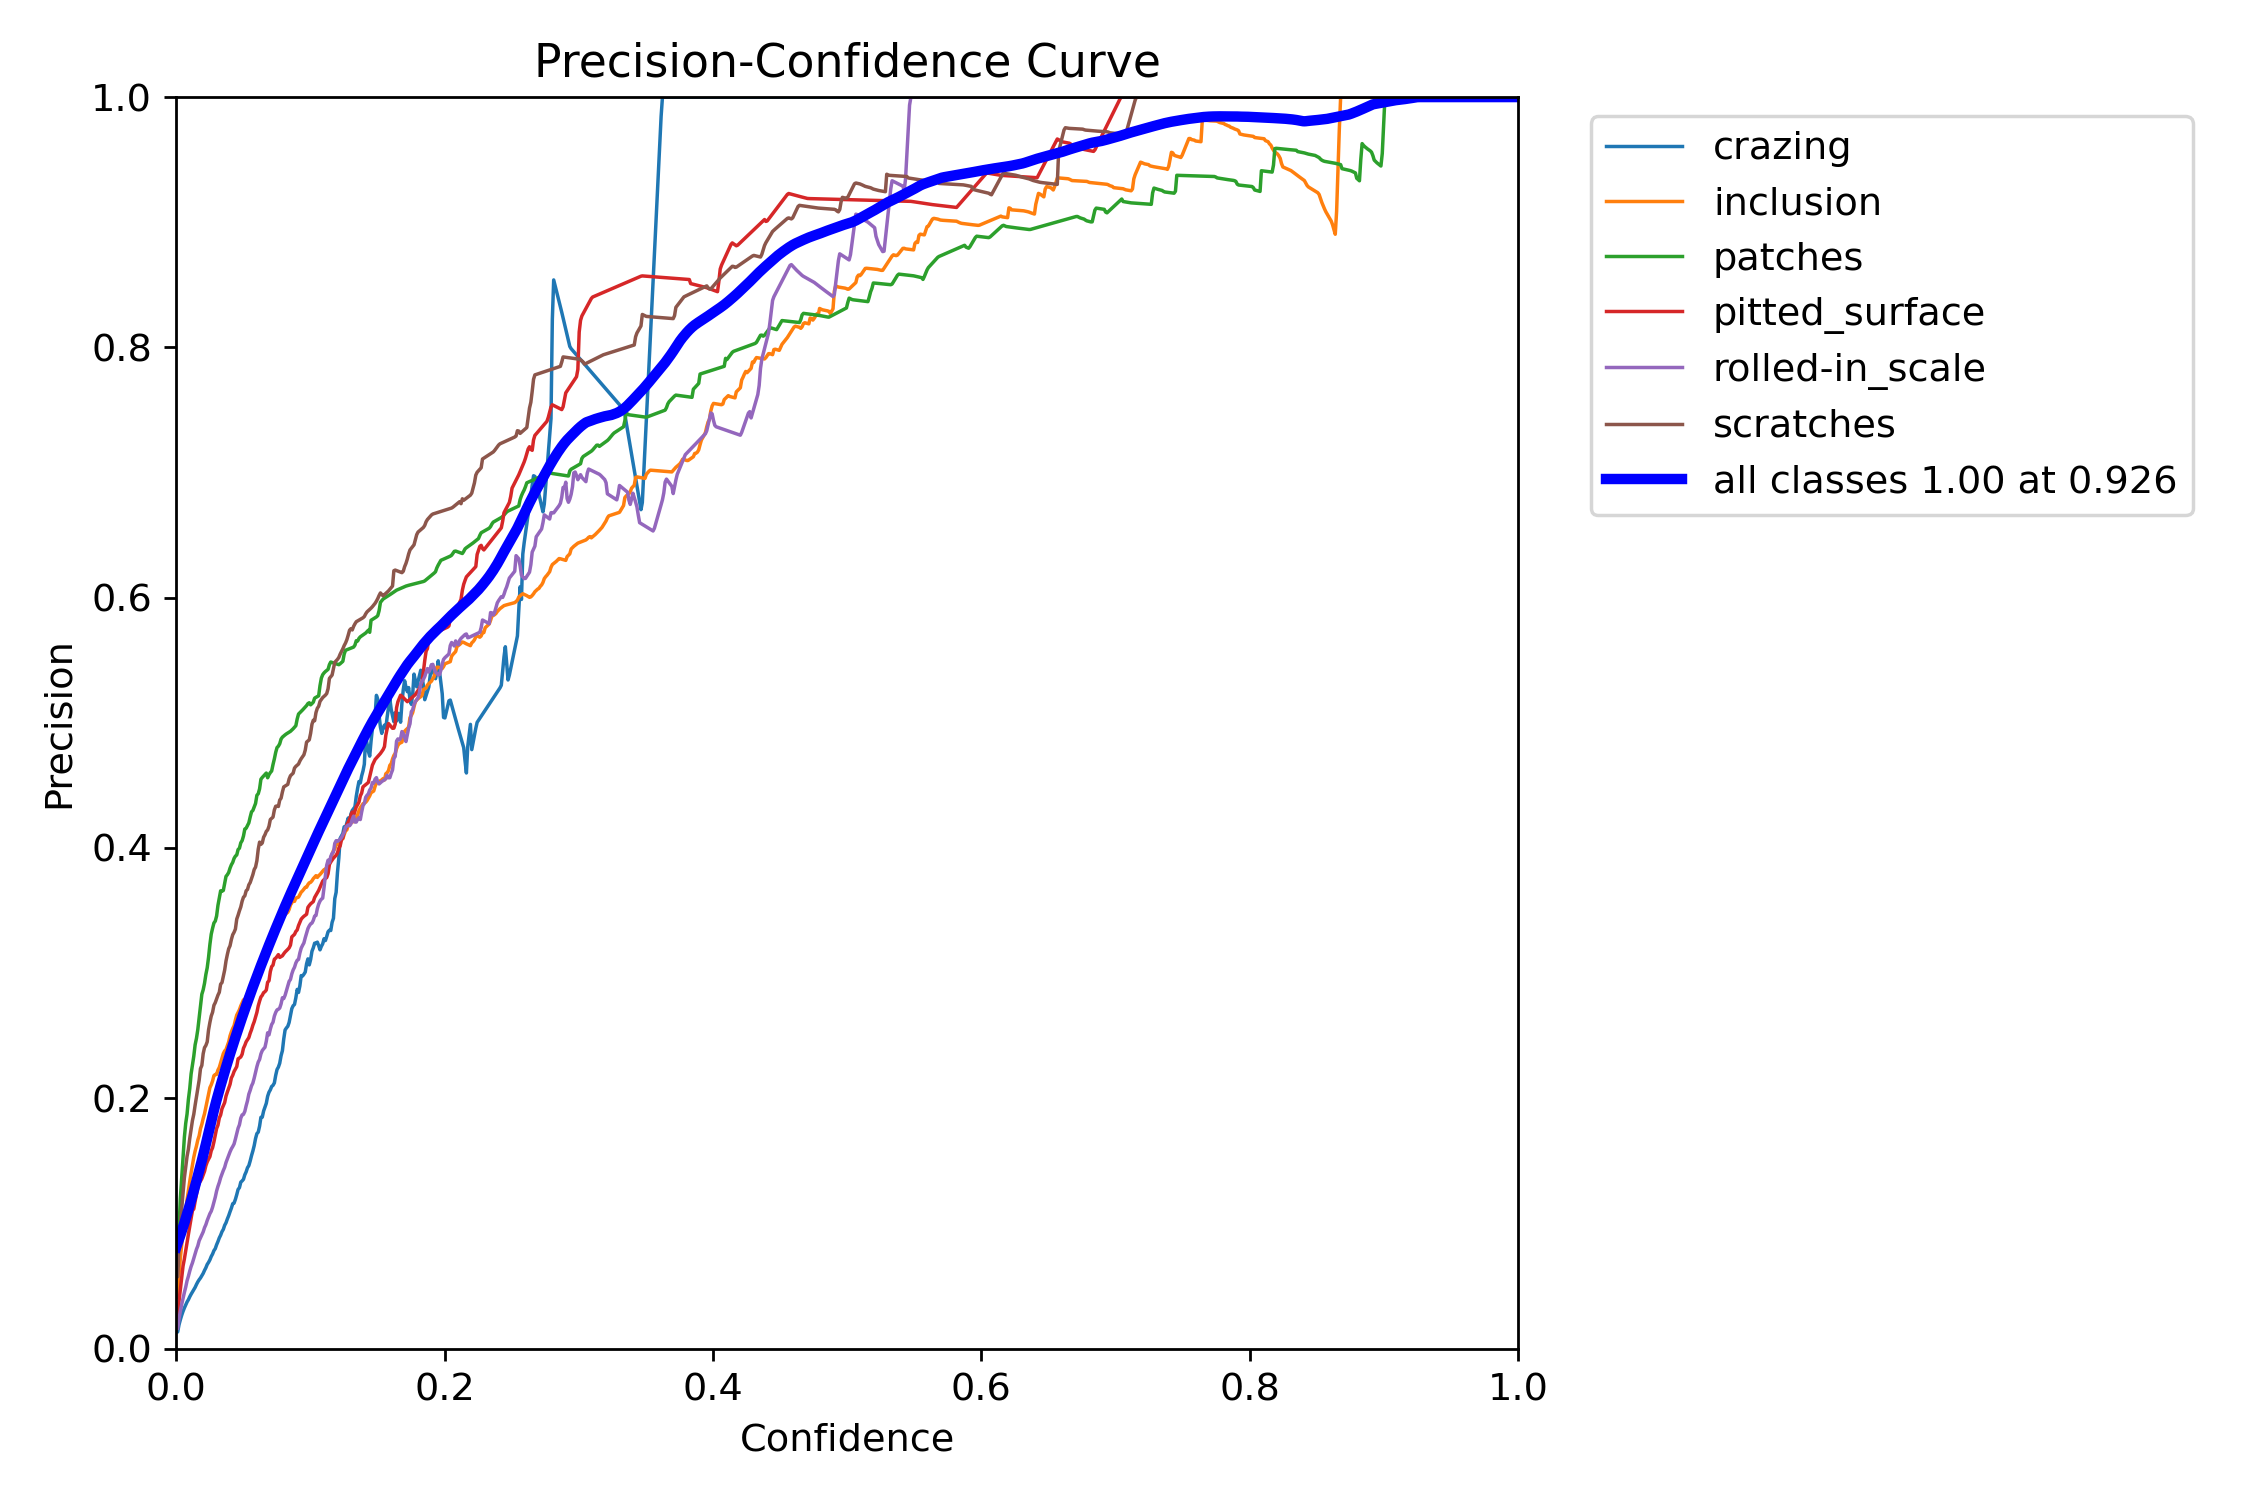 Precision-Confidence Curve
1.0
0.8
0.6
0.4
0.2
0.0
Precision
0.0 0.2 0.4 0.6 0.8 1.0
Confidence
crazing
inclusion
patches
pitted_surface
rolled-in_scale
scratches
all classes 1.00 at 0.926